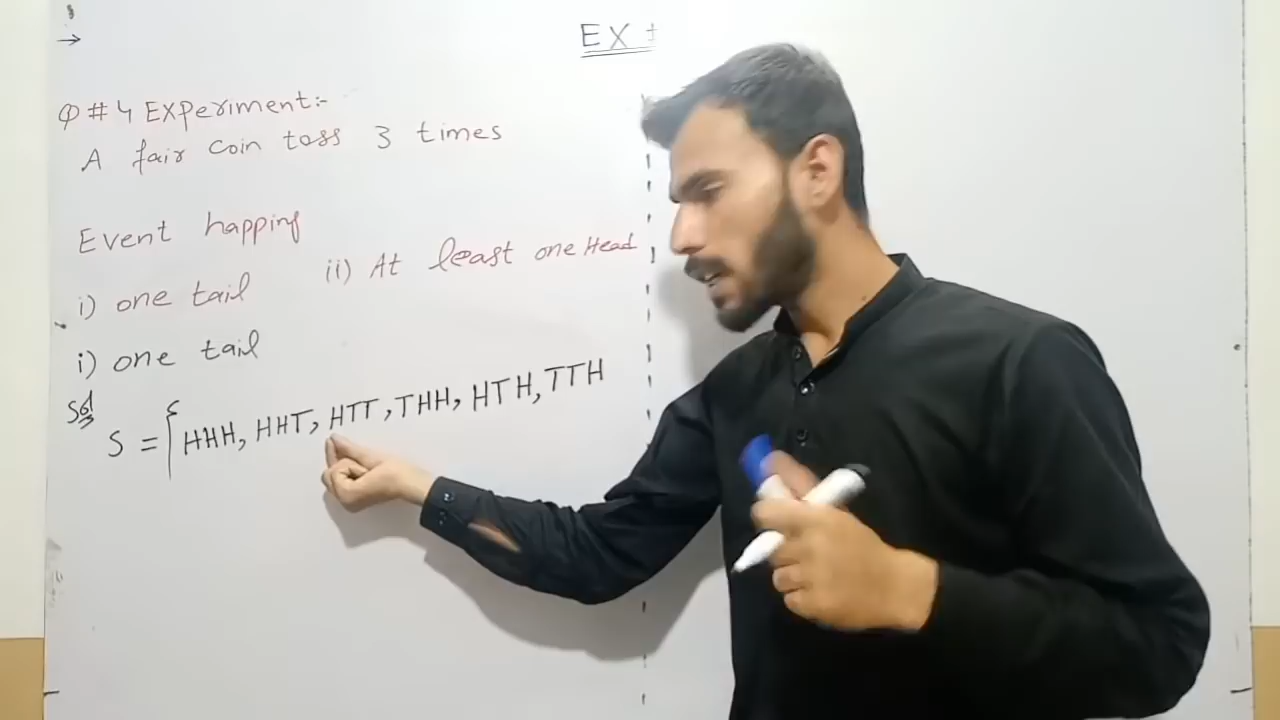 EX
Q#4 Experiment:-
A fair coin toss 3 times
Event happing
i) one tail ii) At least one Head
i) one tail
Sol
S = { HHH, HHT, HTT, THH, HTH, TTH